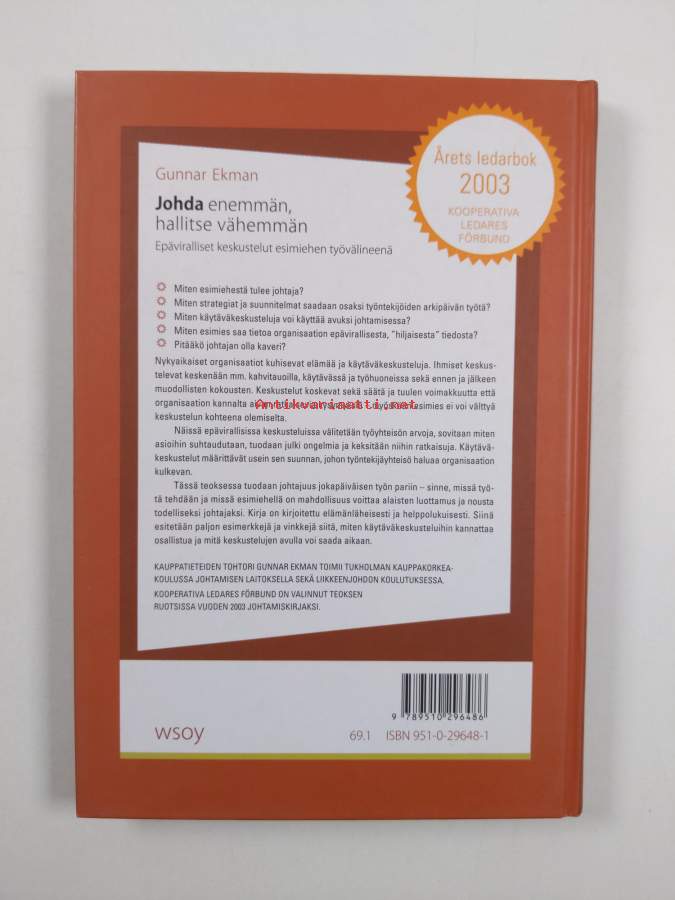 Årets ledarbok
2003
KOOPERATIVA
LEDARES
FÖRBUND
Gunnar Ekman
Johda enemmän,
hallitse vähemmän
Epäviralliset keskustelut esimiehen työvälineenä
Miten esimiehestä tulee johtaja?
Miten strategiat ja suunnitelmat saadaan osaksi työntekijöiden arkipäivän työtä?
Miten käytäväkeskusteluja voi käyttää avuksi johtamisessa?
Miten esimies saa tietoa organisaation epävirallisesta, "hiljaisesta" tiedosta?
Pitääkö johtajan olla kaveri?
Nykyaikaiset organisaatiot kuhisevat elämää ja käytäväkeskusteluja. Ihmiset keskus-
televat keskenään mm. kahvitauoilla, käytävässä ja työhuoneissa sekä ennen ja jälkeen
muodollisten kokousten. Keskustelut koskevat sekä säätä ja tuulen voimakkuutta että
organisaation kannalta esimies ei voi välttyä
Antikvariaatti.net
keskustelun kohteena olemiselta.
Näissä epävirallisissa keskusteluissa välitetään työyhteisön arvoja, sovitaan miten
asioihin suhtaudutaan, tuodaan julki ongelmia ja keksitään niihin ratkaisuja. Käytävä-
keskustelut määrittävät usein sen suunnan, johon työntekijäyhteisö haluaa organisaation
kulkevan.
Tässä teoksessa tuodaan johtajuus jokapäiväisen työn pariin – sinne, missä työ-
tä tehdään ja missä esimiehellä on mahdollisuus voittaa alaisten luottamus ja nousta
todelliseksi johtajaksi. Kirja on kirjoitettu elämänläheisesti ja helppolukuisesti. Siinä
esitetään paljon esimerkkejä ja vinkkejä siitä, miten käytäväkeskusteluihin kannattaa
osallistua ja mitä keskustelujen avulla voi saada aikaan.
KAUPPATIETEIDEN TOHTORI GUNNAR EKMAN TOIMII TUKHOLMAN KAUPPAKORKEA-
KOULUSSA JOHTAMISEN LAITOKSELLA SEKÄ LIIKKEENJOHDON KOULUTUKSESSA.
KOOPERATIVA LEDARES FÖRBUND ON VALINNUT TEOKSEN
RUOTSISSA VUODEN 2003 JOHTAMISKIRJAKSI.
9 789510 296486
wsoy
69.1 ISBN 951-0-29648-1